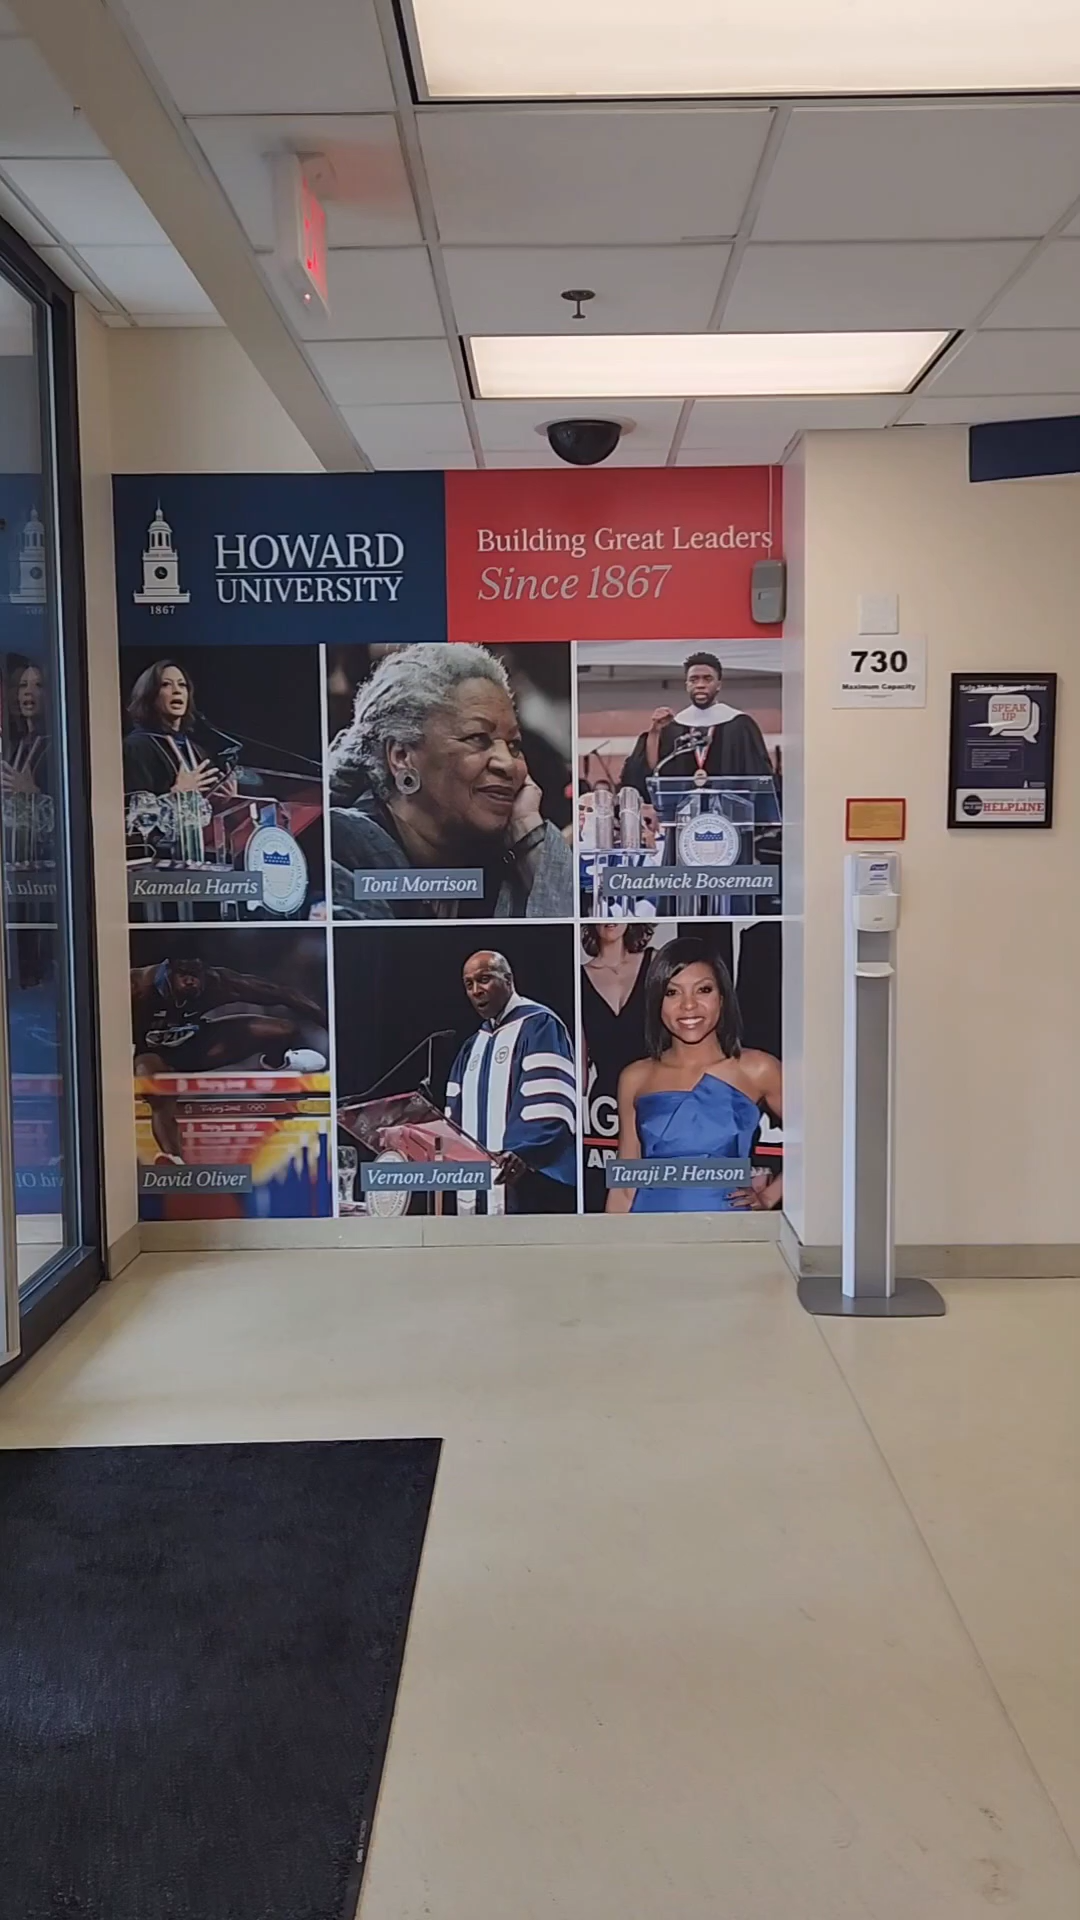 HOWARD
UNIVERSITY
1867
Building Great Leaders
Since 1867
Kamala Harris
Toni Morrison
Chadwick Boseman
David Oliver
Vernon Jordan
Taraji P. Henson
730
Maximum Capacity
SPEAK
UP
HELPLINE